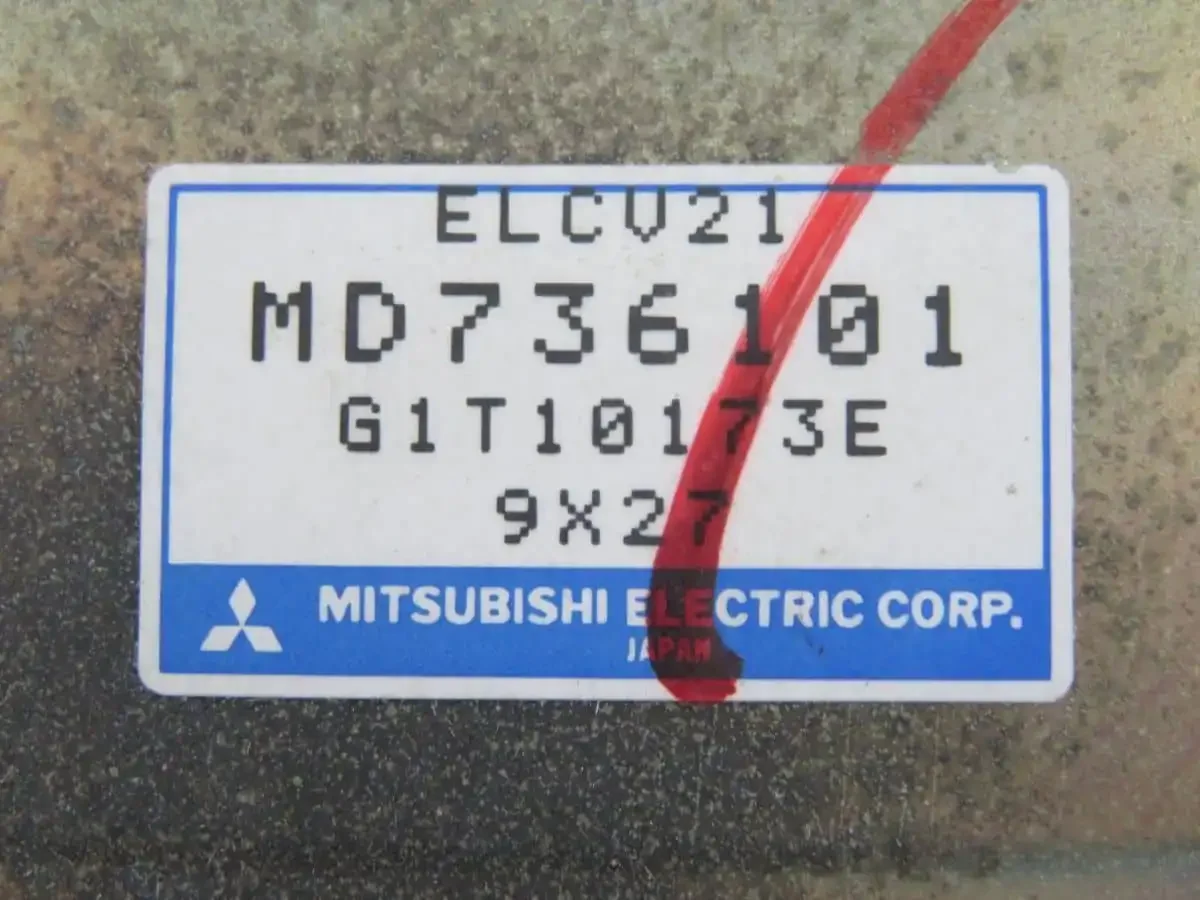 ELCV21
MD736101
G1T10173E
9X27
MITSUBISHI ELECTRIC CORP.
JAPAN